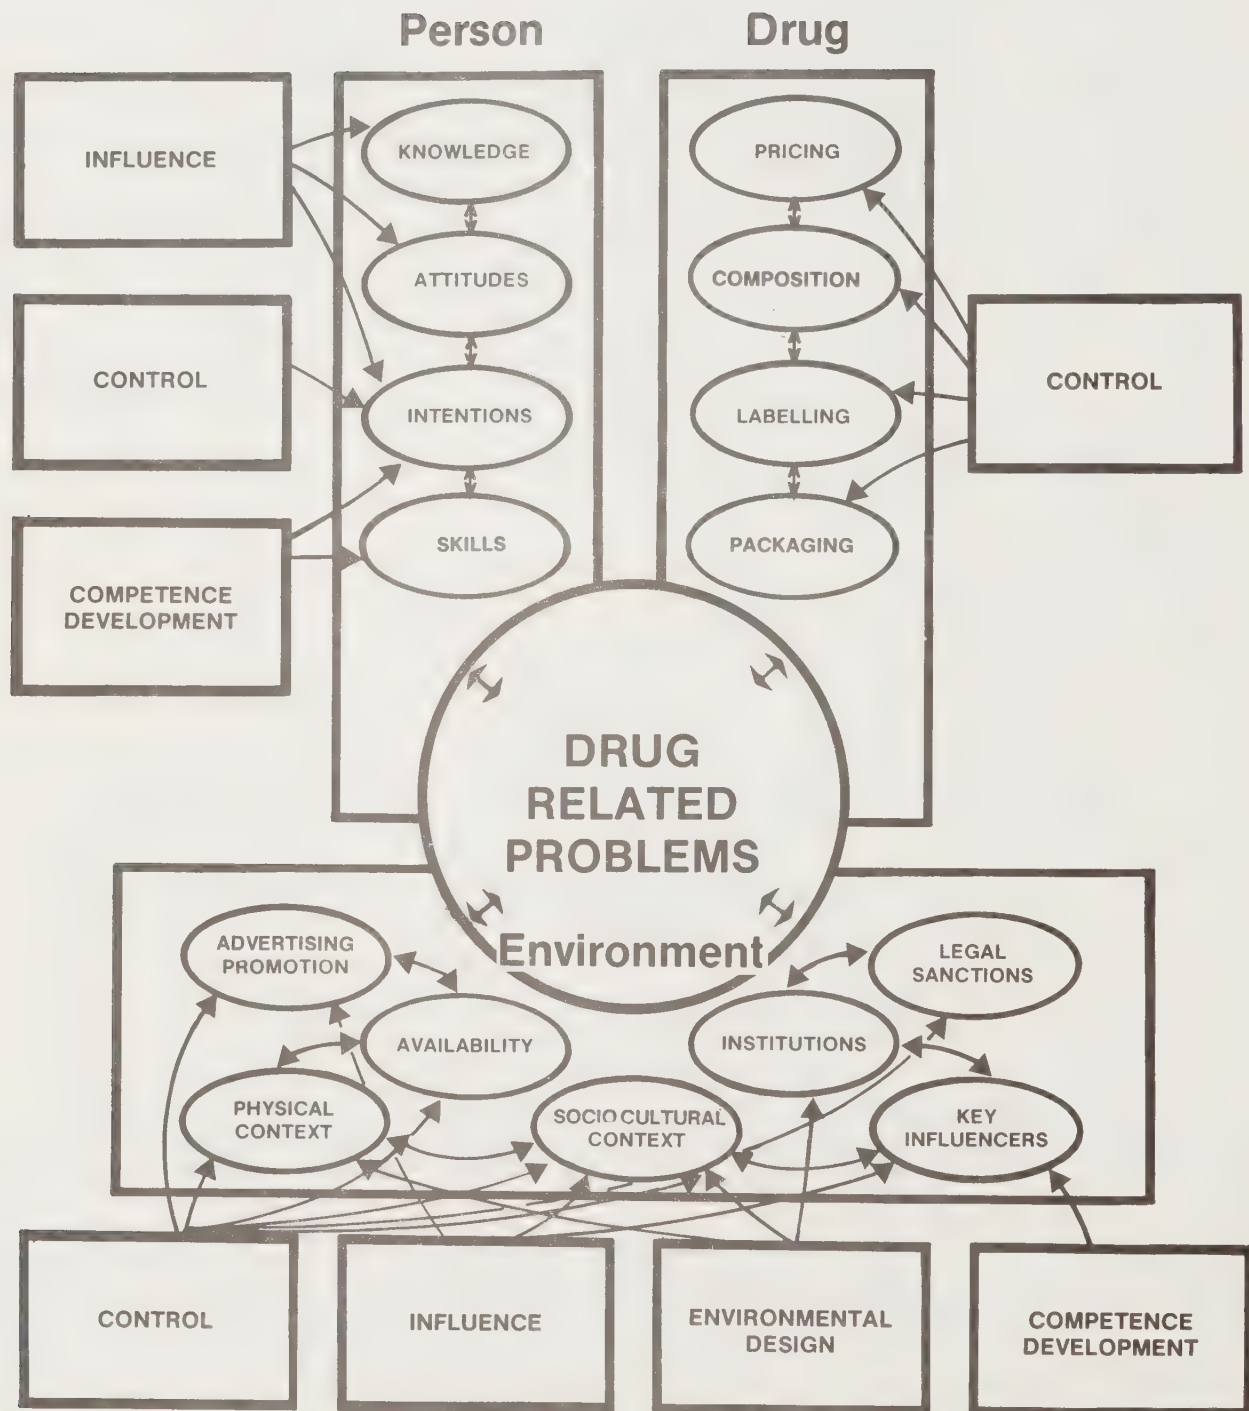 Person
Drug
INFLUENCE
KNOWLEDGE
PRICING
ATTITUDES
COMPOSITION
CONTROL
INTENTIONS
LABELLING
CONTROL
COMPETENCE
DEVELOPMENT
SKILLS
PACKAGING
DRUG
RELATED
PROBLEMS
Environment
ADVERTISING
PROMOTION
LEGAL
SANCTIONS
AVAILABILITY
INSTITUTIONS
PHYSICAL
CONTEXT
SOCIO CULTURAL
CONTEXT
KEY
INFLUENCERS
CONTROL
INFLUENCE
ENVIRONMENTAL
DESIGN
COMPETENCE
DEVELOPMENT